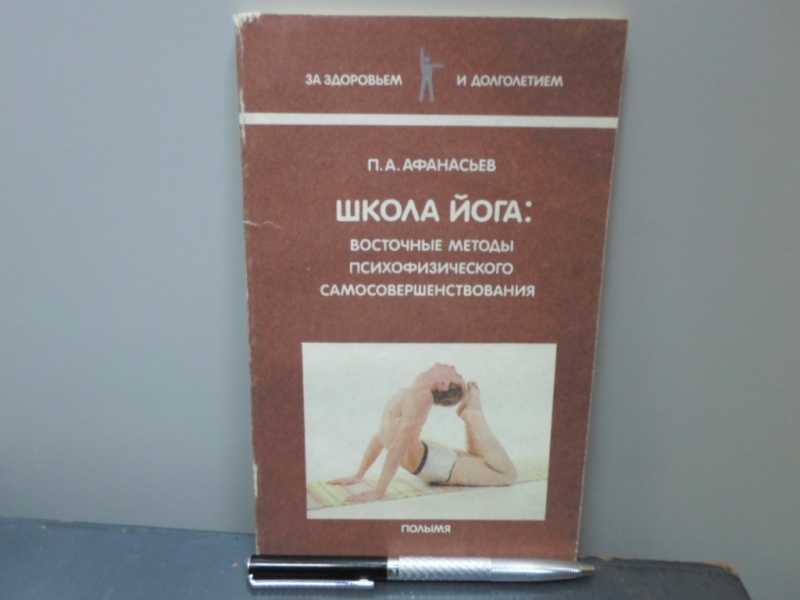 ЗА ЗДОРОВЬЕМ И ДОЛГОЛЕТИЕМ
П.А.АФАНАСЬЕВ
ШКОЛА ЙОГА:
ВОСТОЧНЫЕ МЕТОДЫ
ПСИХОФИЗИЧЕСКОГО
САМОСОВЕРШЕНСТВОВАНИЯ
ПОЛЫМЯ